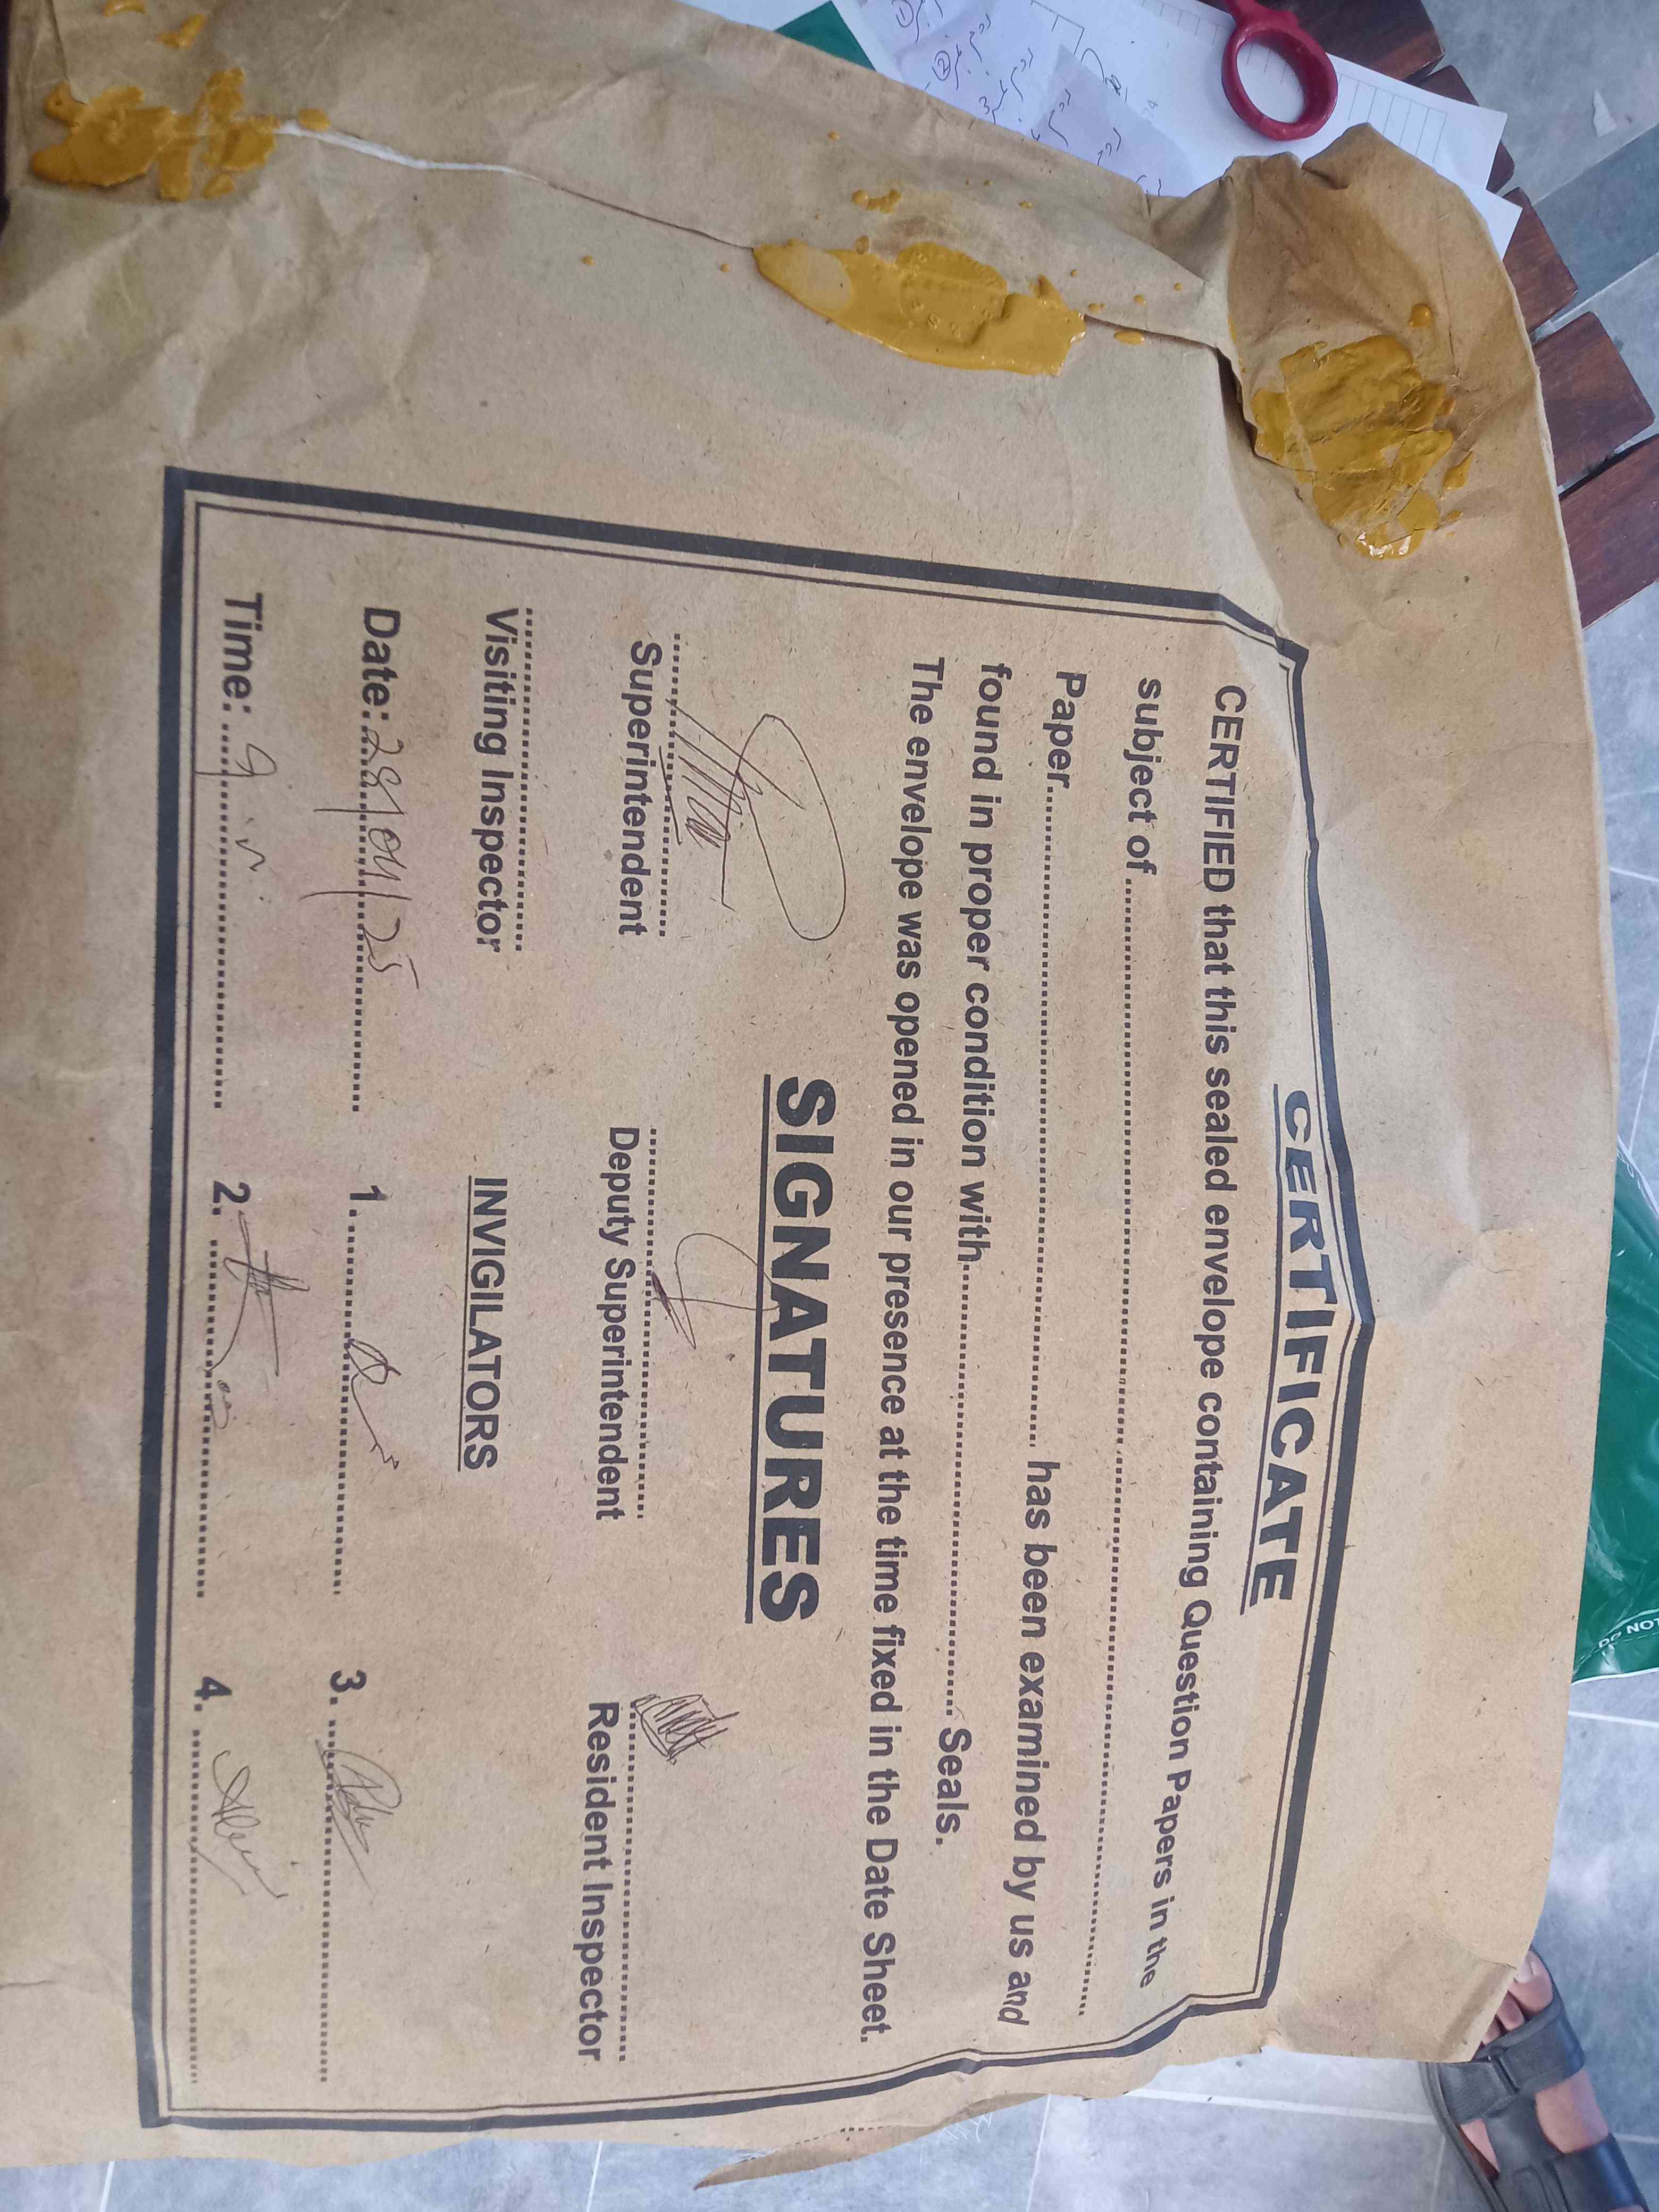 CERTIFICATE
CERTIFIED that this sealed envelope containing Question Papers in the
subject of ........................................
Paper........................................ has been examined by us and
found in proper condition with........................................ Seals.
The envelope was opened in our presence at the time fixed in the Date Sheet.
SIGNATURES
Superintendent
Deputy Superintendent
Resident Inspector
Visiting Inspector
INVIGILATORS
Date: 28/04/25
1.
3.
Time:
2.
4.
DO NOT